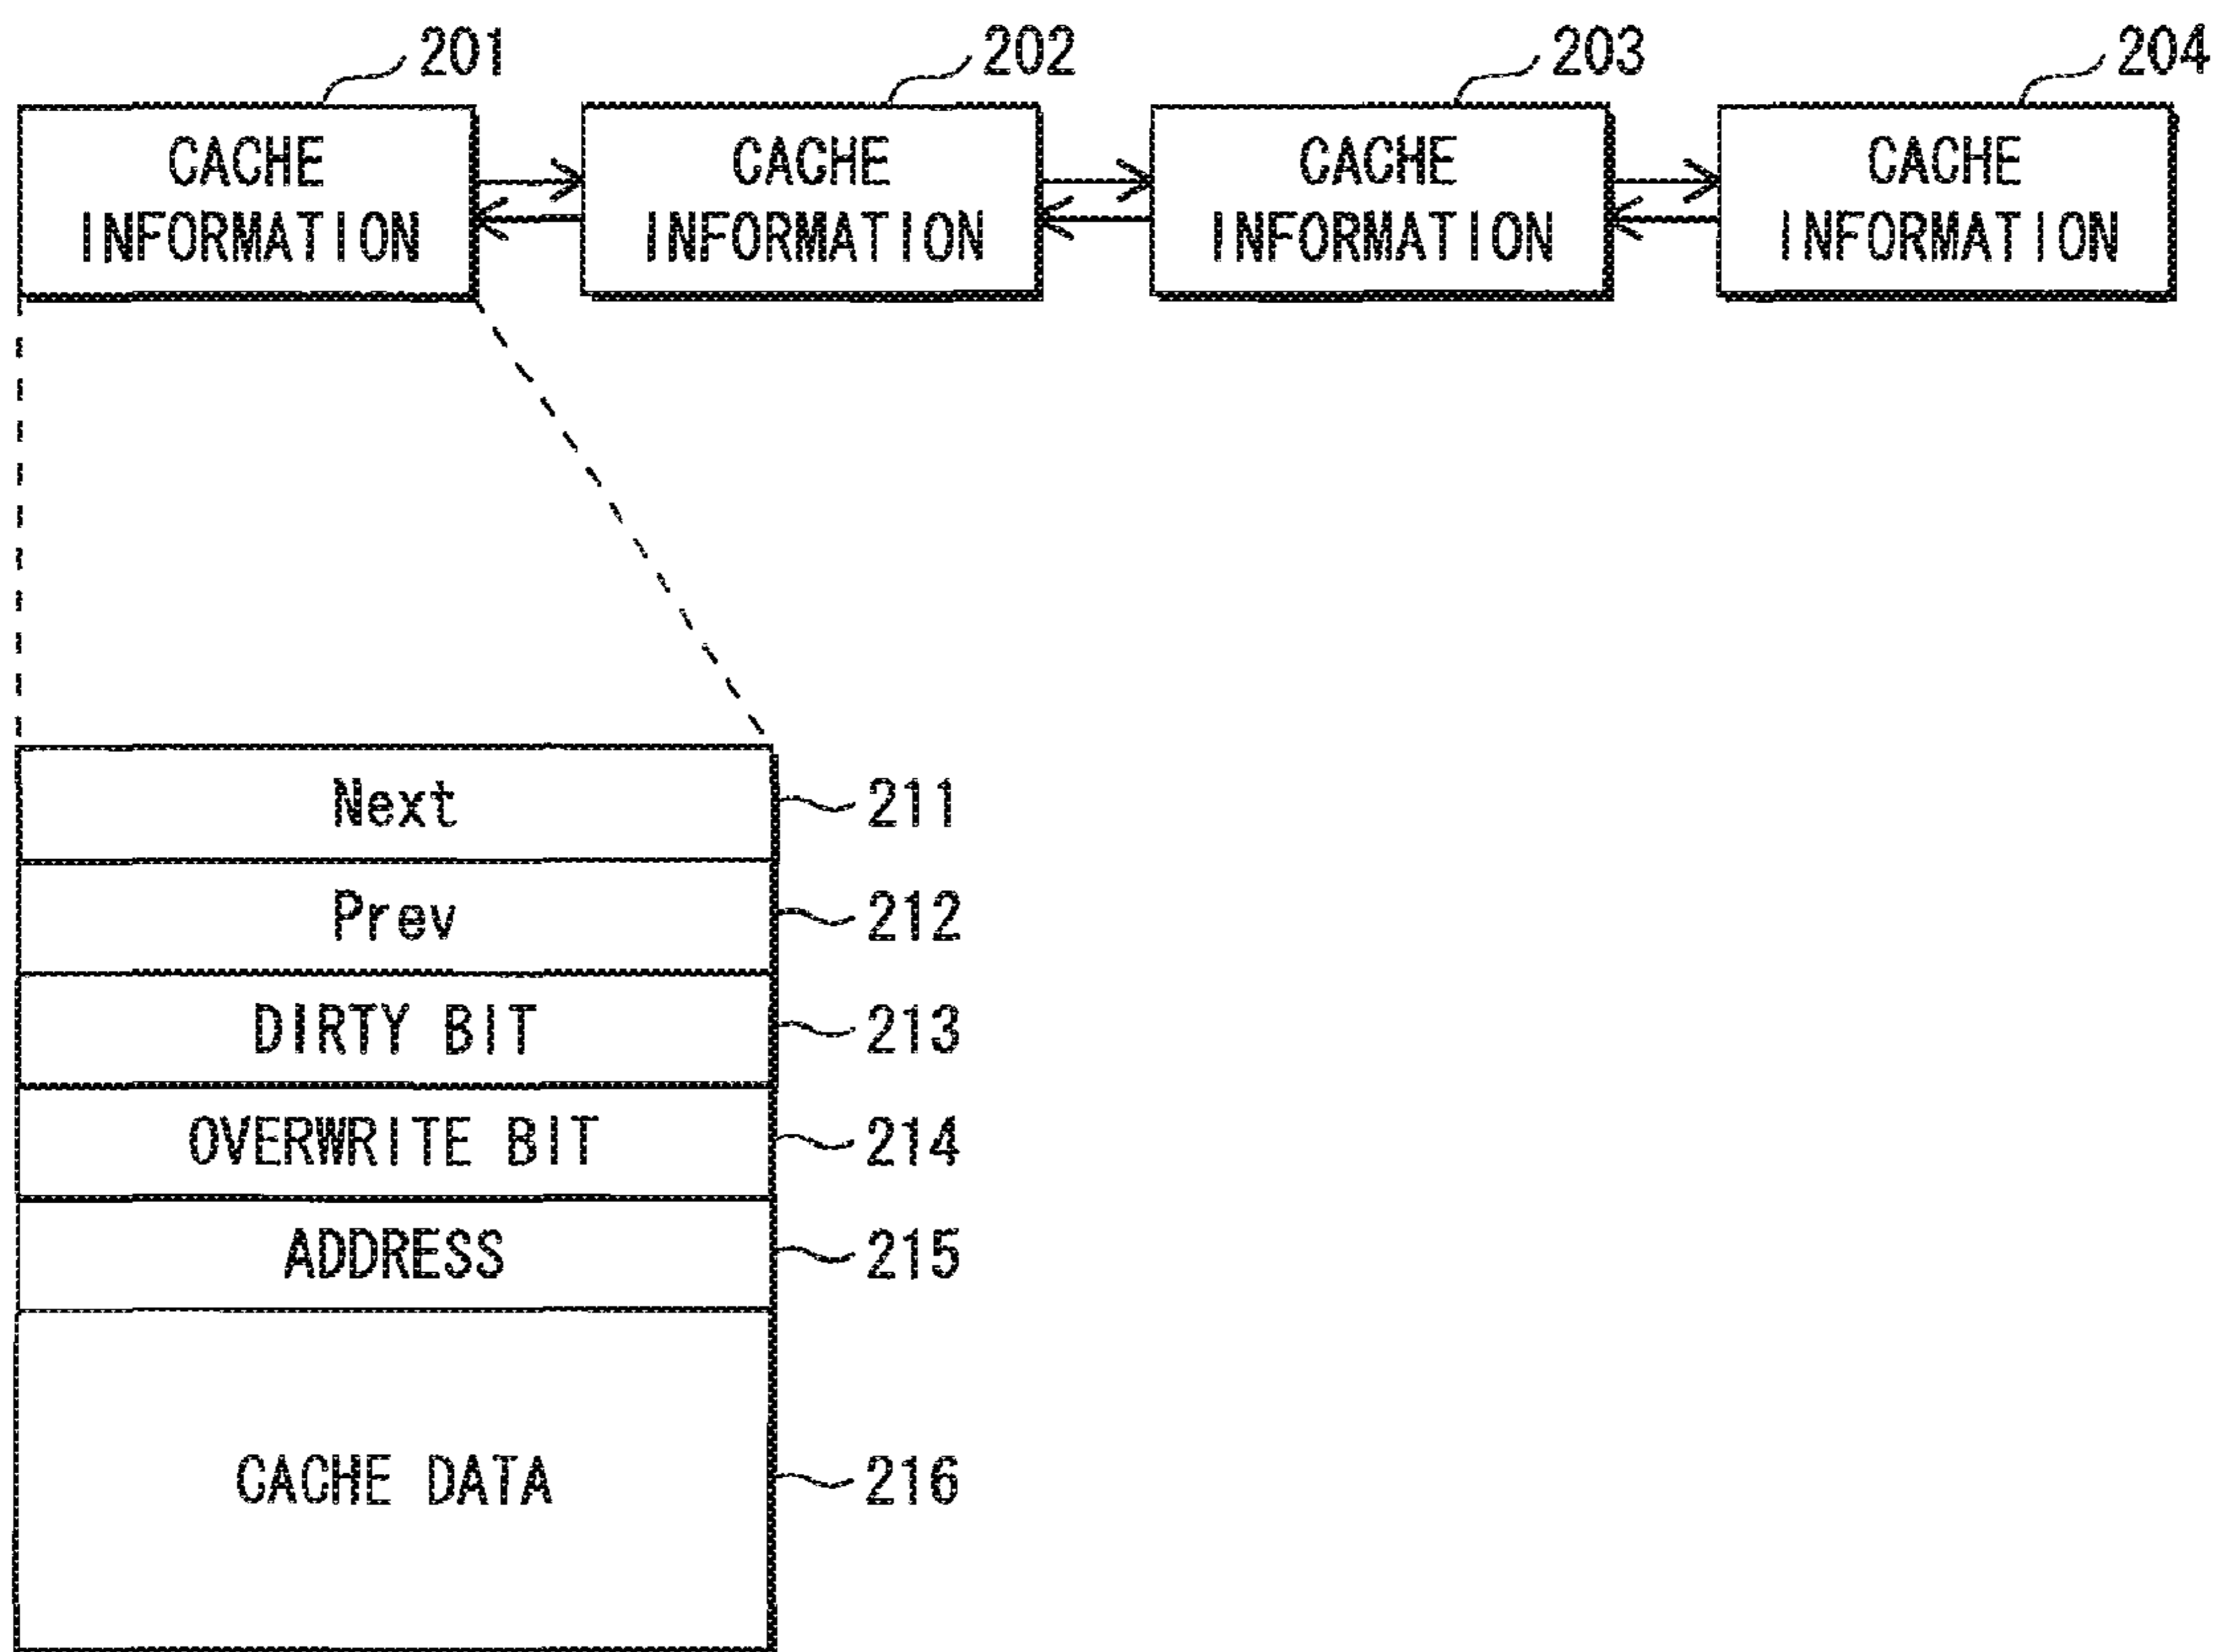 201 202 203 204
CACHE CACHE CACHE CACHE
INFORMATION INFORMATION INFORMATION INFORMATION
Next 211
Prev 212
DIRTY BIT 213
OVERWRITE BIT 214
ADDRESS 215
CACHE DATA 216